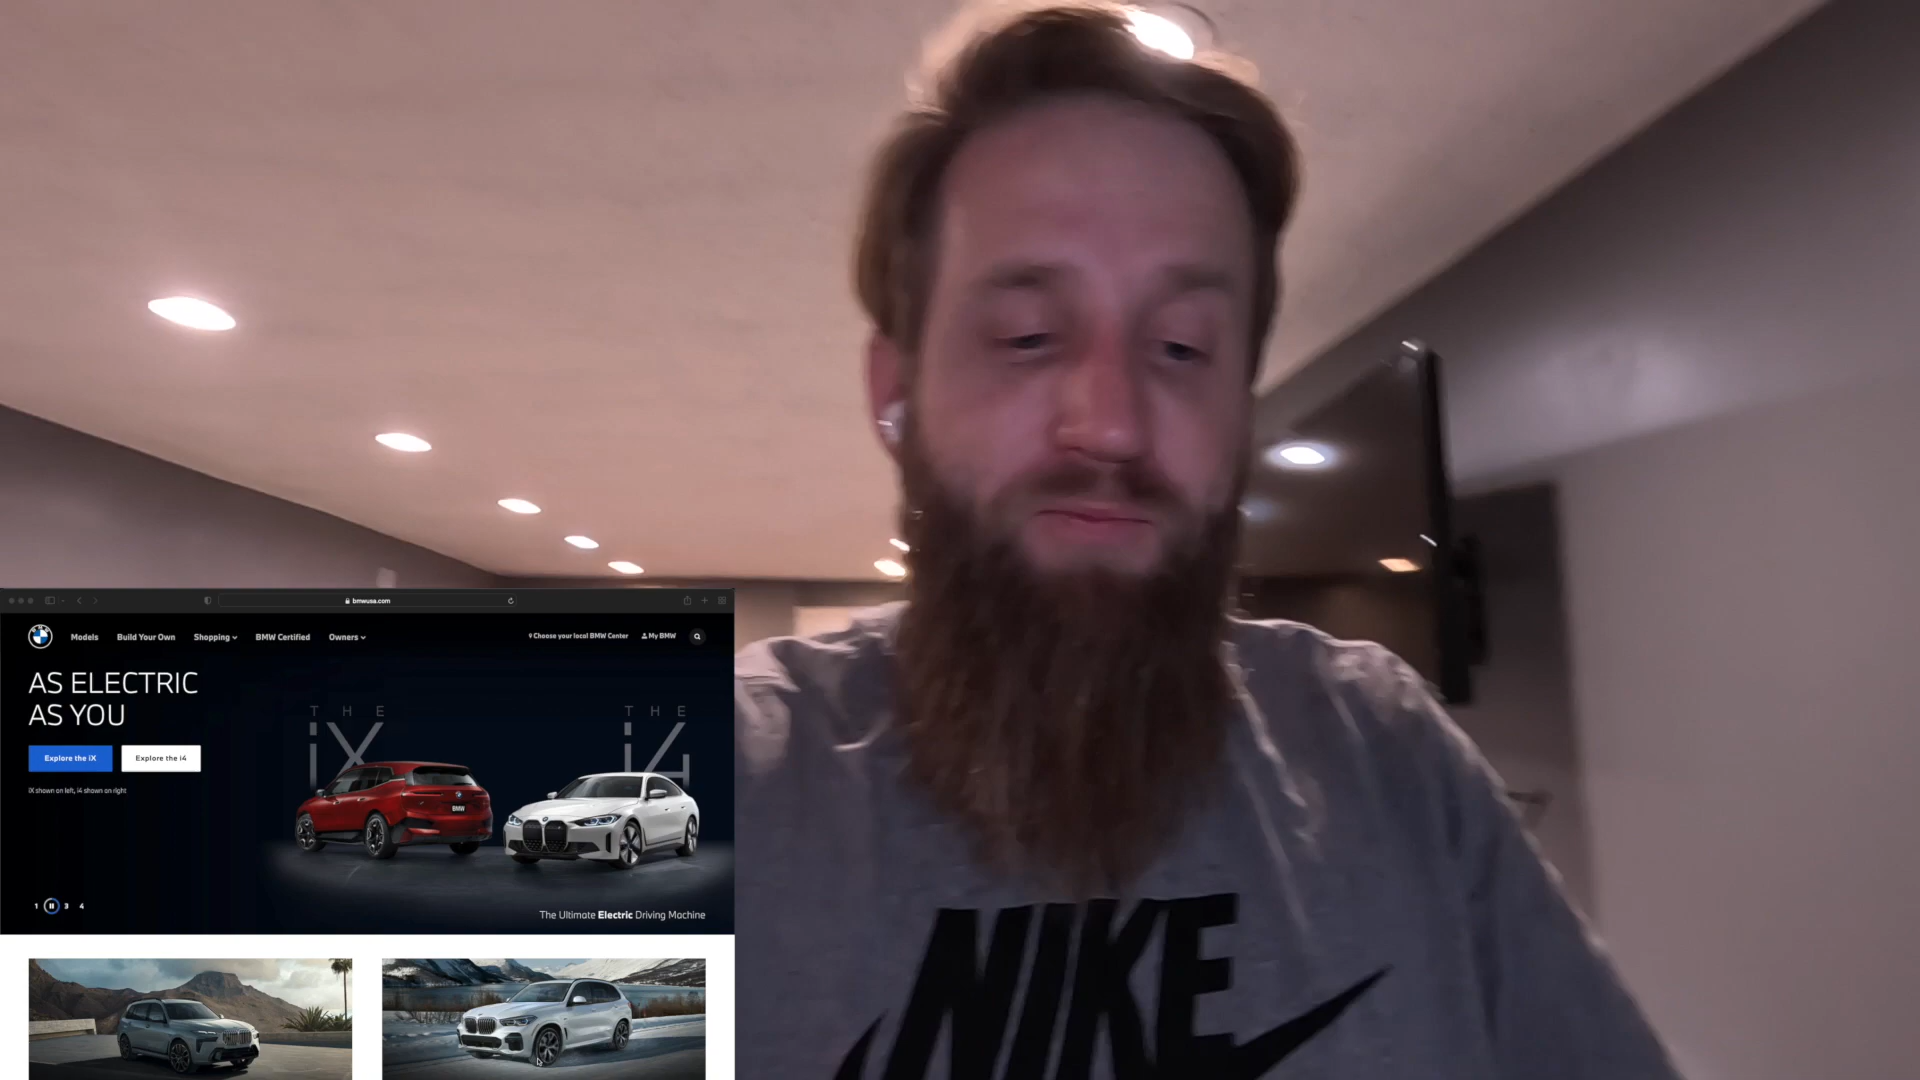 bmwusa.com
Models Build Your Own Shopping BMW Certified Owners Choose your local BMW Center My BMW
AS ELECTRIC
AS YOU
THE
iX
THE
i4
Explore the iX Explore the i4
iX shown on left, i4 shown on right
BMW
1 3 4
The Ultimate Electric Driving Machine
NIKE